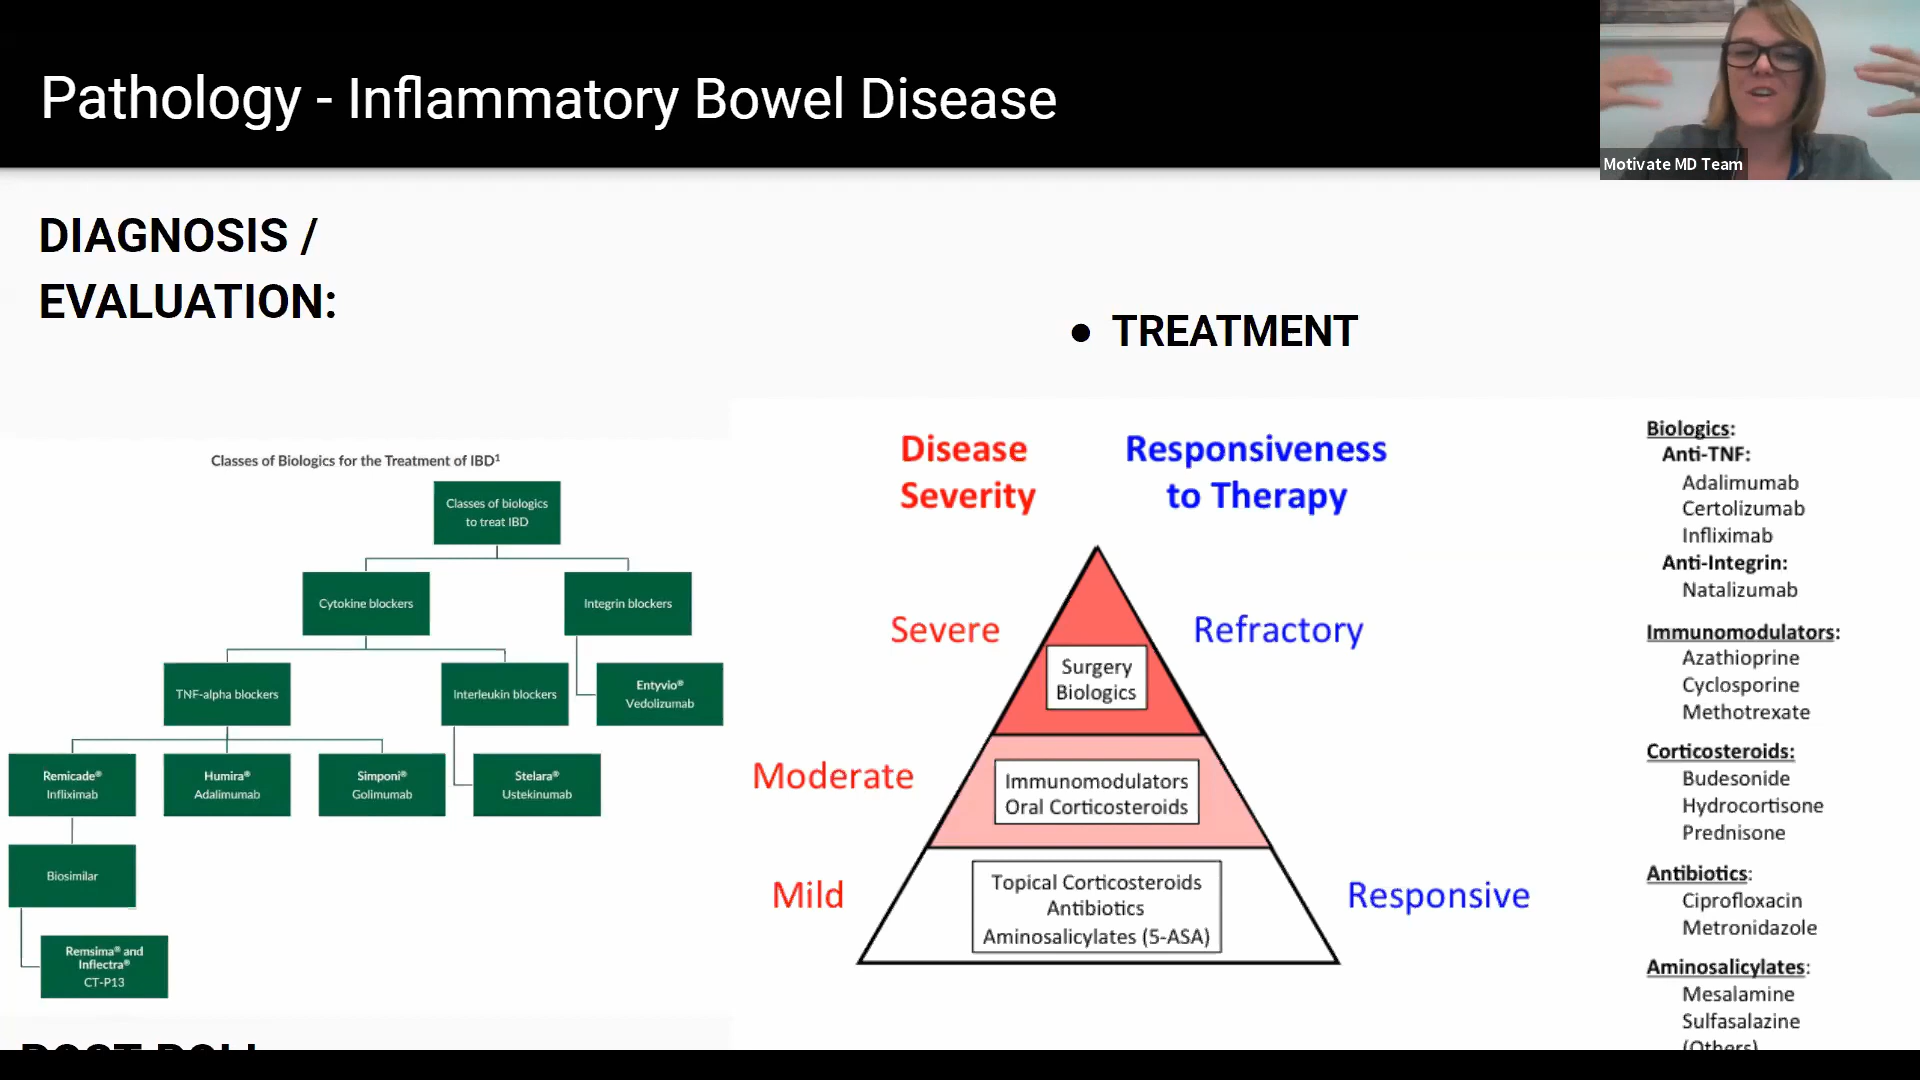 Pathology - Inflammatory Bowel Disease
Motivate MD Team
DIAGNOSIS /
EVALUATION:
● TREATMENT
Classes of Biologics for the Treatment of IBD¹
Classes of biologics
to treat IBD
Cytokine blockers
Integrin blockers
TNF-alpha blockers
Interleukin blockers
Entyvio®
Vedolizumab
Remicade®
Infliximab
Humira®
Adalimumab
Simponi®
Golimumab
Stelara®
Ustekinumab
Biosimilar
Remsima® and
Inflectra®
CT-P13
Disease
Severity
Responsiveness
to Therapy
Severe
Refractory
Surgery
Biologics
Moderate
Immunomodulators
Oral Corticosteroids
Mild
Responsive
Topical Corticosteroids
Antibiotics
Aminosalicylates (5-ASA)
Biologics:
Anti-TNF:
Adalimumab
Certolizumab
Infliximab
Anti-Integrin:
Natalizumab
Immunomodulators:
Azathioprine
Cyclosporine
Methotrexate
Corticosteroids:
Budesonide
Hydrocortisone
Prednisone
Antibiotics:
Ciprofloxacin
Metronidazole
Aminosalicylates:
Mesalamine
Sulfasalazine
(Others)
POST POLL